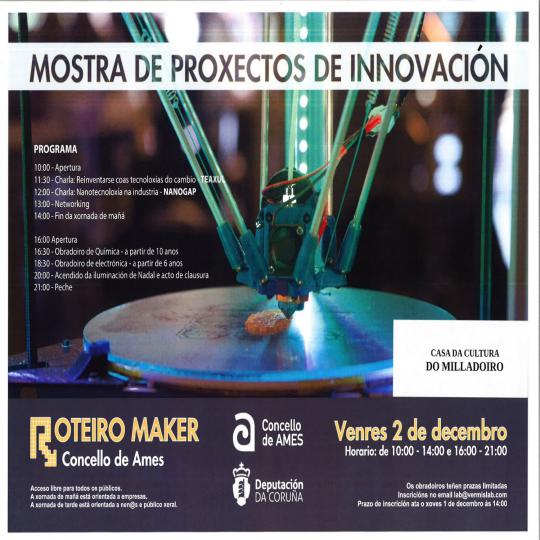 MOSTRA DE PROXECTOS DE INNOVACIÓN
PROGRAMA
10:00 - Apertura
11:30 - Charla: Reinventarse coas tecnoloxias do cambio - TEAXUL
12:00 - Charla: Nanotecnoloxia na industria - NANOGAP
13:00 - Networking
14:00 - Fin da xornada de mañá
16:00 Apertura
16:30 - Obradoiro de Química - a partir de 10 anos
18:30 - Obradoiro de electrónica - a partir de 6 anos
20:00 - Acendido da iluminación de Nadal e acto de clausura
21:00 - Peche
CASA DA CULTURA
DO MILLADOIRO
ROTEIRO MAKER
Concello de Ames
Acceso libre para todos os públicos.
A xornada de mañá está orientada a empresas.
A xornada de tarde está orientada a nen@s e público xeral.
Concello
de AMES
Deputación
DA CORUÑA
Venres 2 de decembro
Horario: de 10:00 - 14:00 e 16:00 - 21:00
Os obradoiros teñen prazas limitadas
Inscricións no email lab@vermislab.com
Prazo de inscrición ata o xoves 1 de decembro ás 14:00